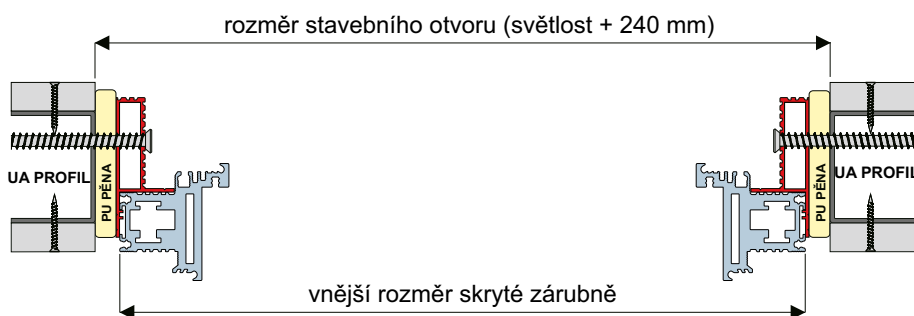 rozměr stavebního otvoru (světlost + 240 mm)
UA PROFIL
PU PĚNA
PU PĚNA
UA PROFIL
vnější rozměr skryté zárubně